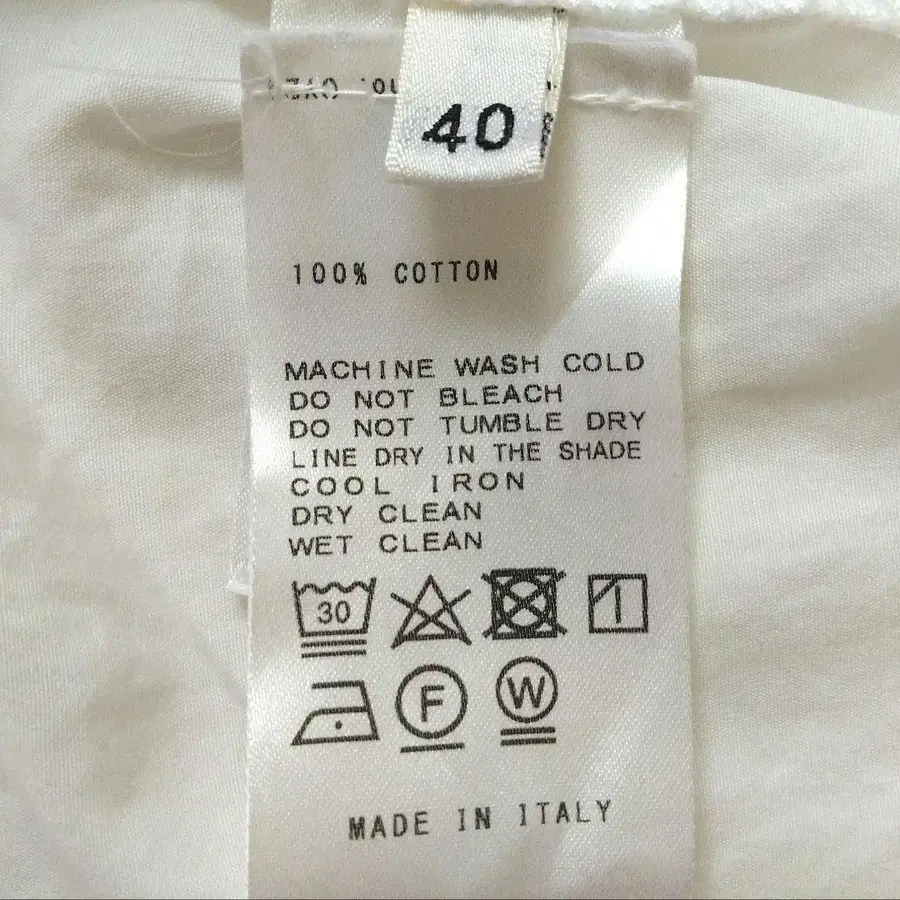 40
100% COTTON
MACHINE WASH COLD
DO NOT BLEACH
DO NOT TUMBLE DRY
LINE DRY IN THE SHADE
COOL IRON
DRY CLEAN
WET CLEAN
30
F W
MADE IN ITALY